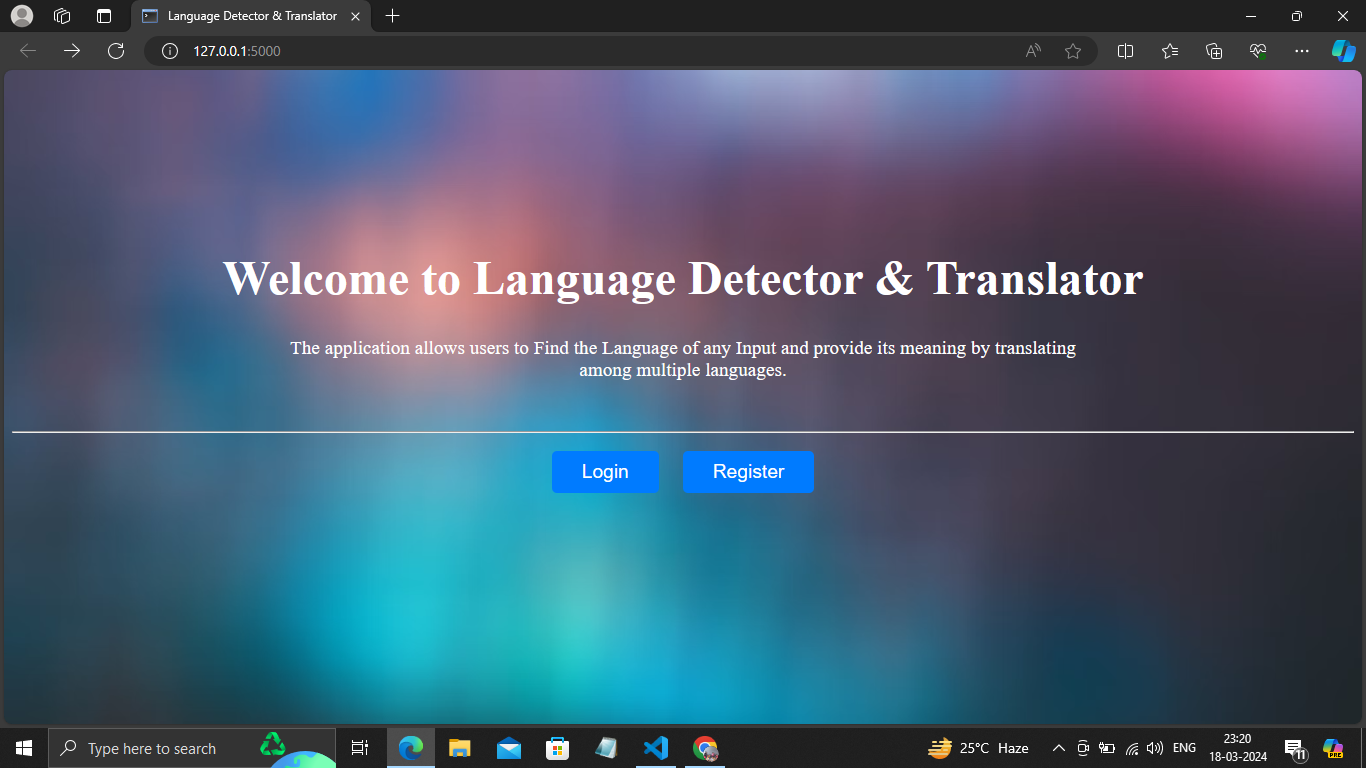 Language Detector & Translator
127.0.0.1:5000
Welcome to Language Detector & Translator
The application allows users to Find the Language of any Input and provide its meaning by translating
among multiple languages.
Login
Register
Type here to search
25°C Haze
ENG
23:20
18-03-2024
11
PRE